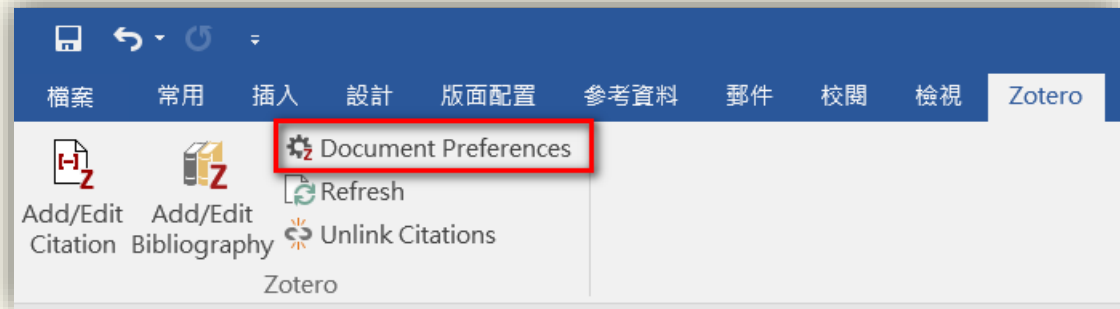 檔案 常用 插入 設計 版面配置 參考資料 郵件 校閱 檢視 Zotero
Add/Edit Citation
Add/Edit Bibliography
Document Preferences
Refresh
Unlink Citations
Zotero